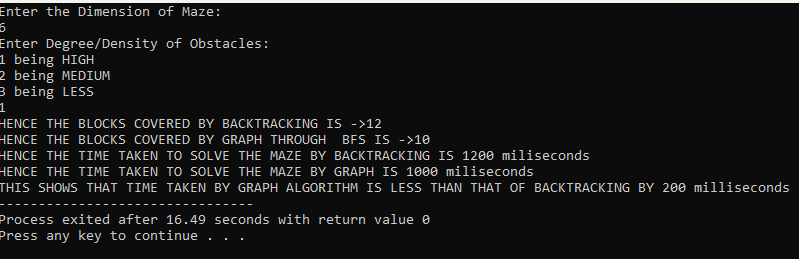 Enter the Dimension of Maze:
6
Enter Degree/Density of Obstacles:
1 being HIGH
2 being MEDIUM
3 being LESS
1
HENCE THE BLOCKS COVERED BY BACKTRACKING IS ->12
HENCE THE BLOCKS COVERED BY GRAPH THROUGH  BFS IS ->10
HENCE THE TIME TAKEN TO SOLVE THE MAZE BY BACKTRACKING IS 1200 miliseconds
HENCE THE TIME TAKEN TO SOLVE THE MAZE BY GRAPH IS 1000 miliseconds
THIS SHOWS THAT TIME TAKEN BY GRAPH ALGORITHM IS LESS THAN THAT OF BACKTRACKING BY 200 milliseconds
--------------------------------
Process exited after 16.49 seconds with return value 0
Press any key to continue . . .